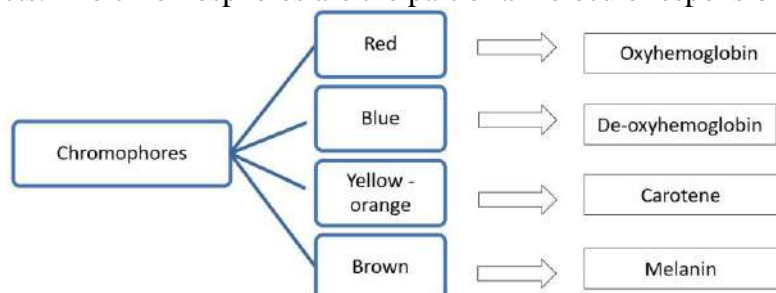 Red
Oxyhemoglobin
Blue
De-oxyhemoglobin
Chromophores
Yellow -
orange
Carotene
Brown
Melanin